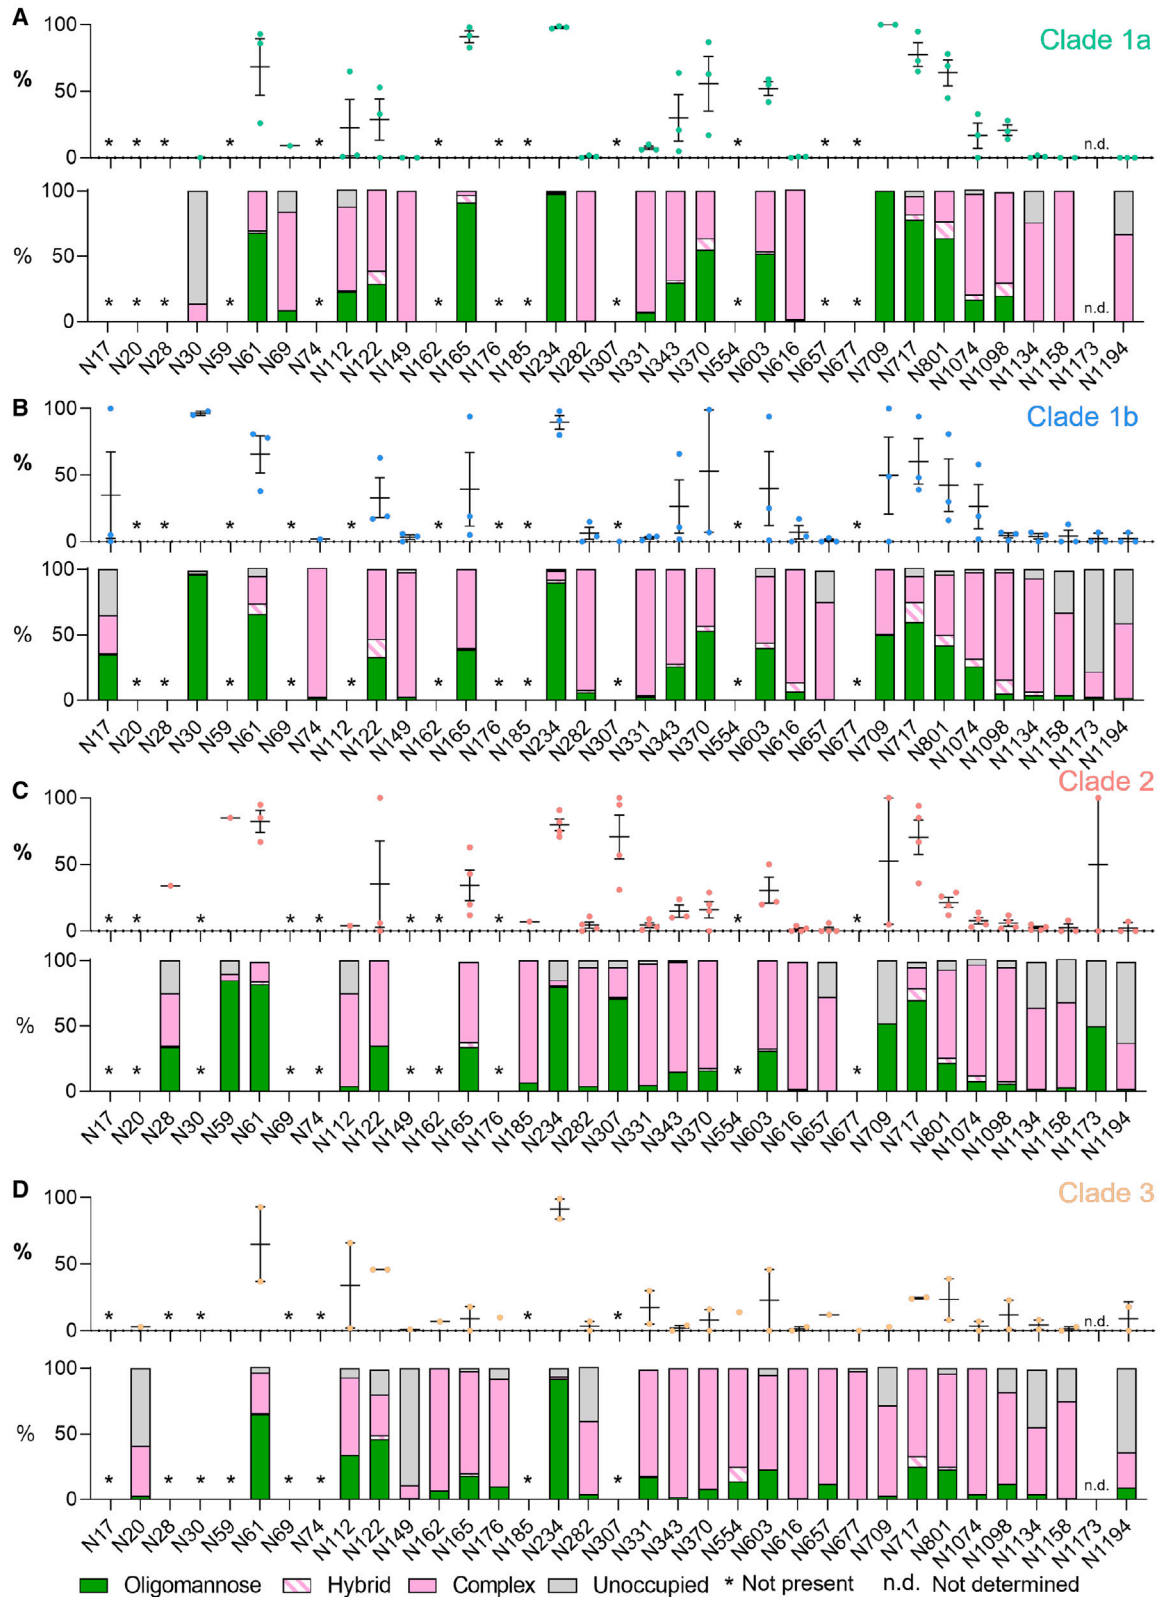 A
Clade 1a
100
%
50
0
* * * * * * * * * * * *
n.d.
100
%
50
0
* * * * * * * * * * * *
n.d.
N17 N20 N28 N30 N59 N61 N69 N74 N112 N122 N149 N162 N165 N176 N185 N234 N282 N307 N331 N343 N370 N554 N603 N616 N657 N677 N709 N717 N801 N1074 N1098 N1134 N1158 N1173 N1194
B
Clade 1b
100
%
50
0
* * * * * * * * * * *
100
%
50
0
* * * * * * * * * * *
N17 N20 N28 N30 N59 N61 N69 N74 N112 N122 N149 N162 N165 N176 N185 N234 N282 N307 N331 N343 N370 N554 N603 N616 N657 N677 N709 N717 N801 N1074 N1098 N1134 N1158 N1173 N1194
C
Clade 2
100
%
50
0
* * * * * * * * * *
100
%
50
0
* * * * * * * * * *
N17 N20 N28 N30 N59 N61 N69 N74 N112 N122 N149 N162 N165 N176 N185 N234 N282 N307 N331 N343 N370 N554 N603 N616 N657 N677 N709 N717 N801 N1074 N1098 N1134 N1158 N1173 N1194
D
Clade 3
100
%
50
0
* * * * * * *
n.d.
100
%
50
0
* * * * * * * *
n.d.
N17 N20 N28 N30 N59 N61 N69 N74 N112 N122 N149 N162 N165 N176 N185 N234 N282 N307 N331 N343 N370 N554 N603 N616 N657 N677 N709 N717 N801 N1074 N1098 N1134 N1158 N1173 N1194
Oligomannose Hybrid Complex Unoccupied * Not present n.d. Not determined